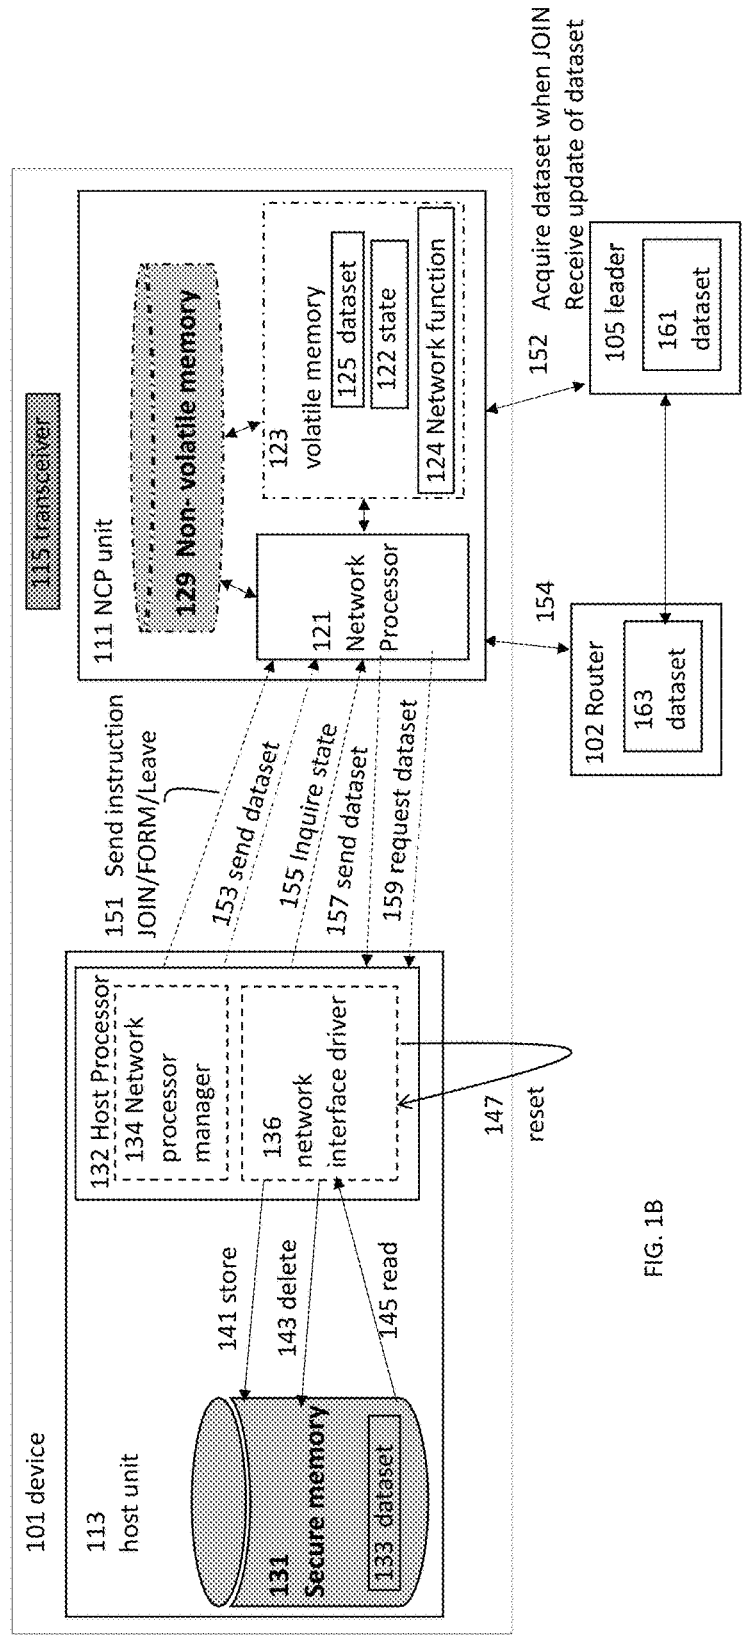 101 device
115 transceiver
113
host unit
131
Secure memory
133 dataset
141 store
143 delete
145 read
132 Host Processor
134 Network
processor
manager
136
network
interface driver
147
reset
151 Send instruction
JOIN/FORM/Leave
153 send dataset
155 Inquire state
157 send dataset
159 request dataset
111 NCP unit
129 Non- volatile memory
121
Network
Processor
123
volatile memory
125 dataset
122 state
124 Network function
152 Acquire dataset when JOIN
Receive update of dataset
154
102 Router
163
dataset
105 leader
161
dataset
FIG. 1B